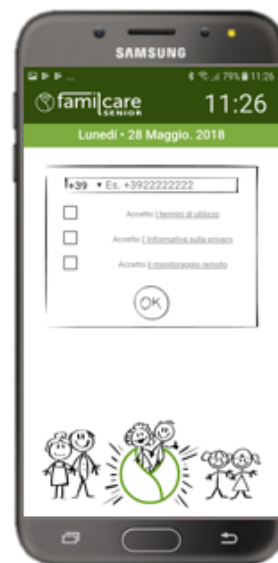 SAMSUNG
79% 11:26
familcare
SENIOR
11:26
Lunedì • 28 Maggio. 2018
+39 ▾ Es. +3922222222
Accetto i termini di utilizzo
Accetto l'informativa sulla privacy
Accetto il monitoraggio remoto
OK